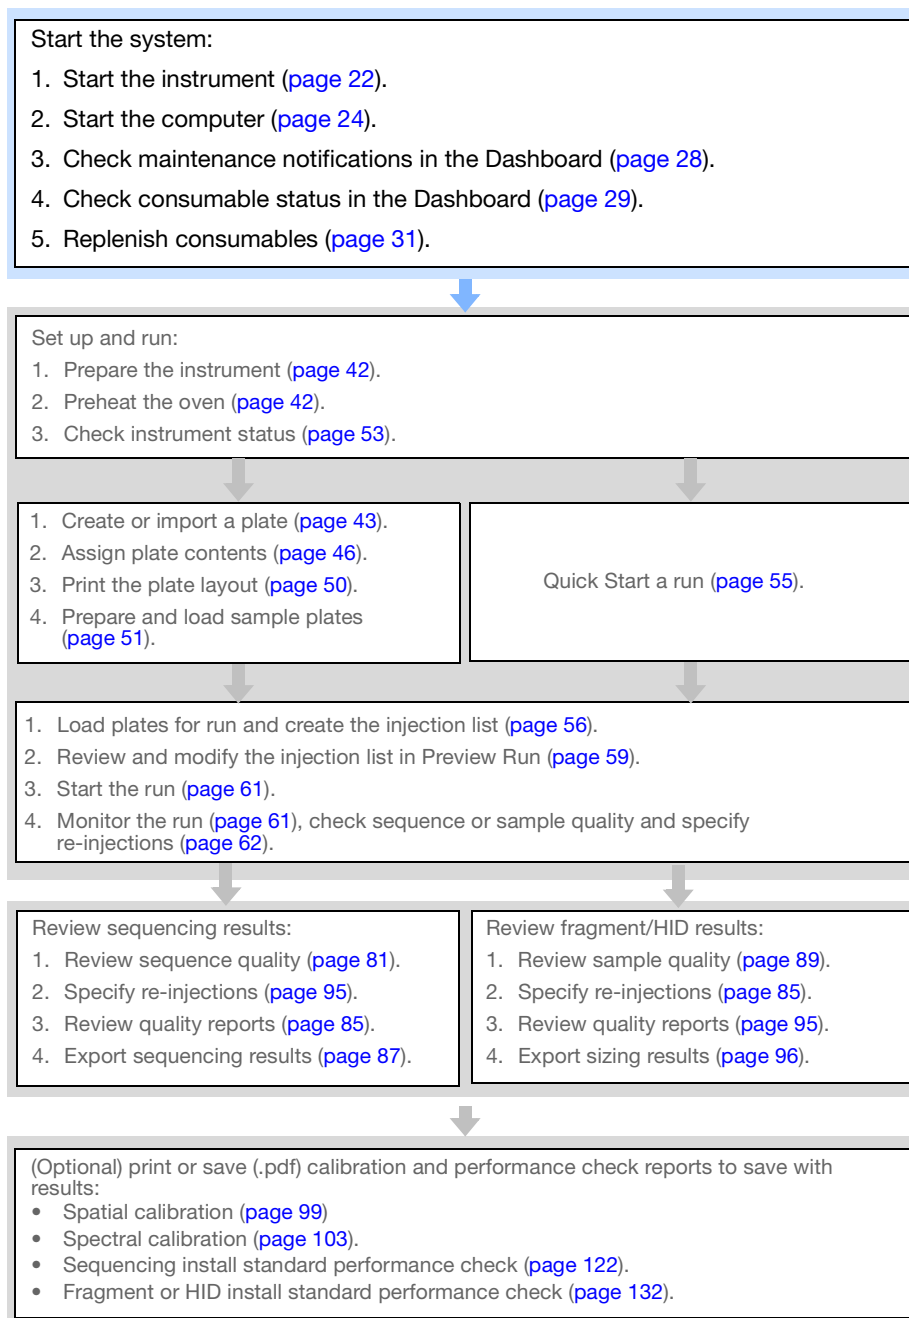 Start the system:
1. Start the instrument (page 22).
2. Start the computer (page 24).
3. Check maintenance notifications in the Dashboard (page 28).
4. Check consumable status in the Dashboard (page 29).
5. Replenish consumables (page 31).
Set up and run:
1. Prepare the instrument (page 42).
2. Preheat the oven (page 42).
3. Check instrument status (page 53).
1. Create or import a plate (page 43).
2. Assign plate contents (page 46).
3. Print the plate layout (page 50).
4. Prepare and load sample plates
(page 51).
Quick Start a run (page 55).
1. Load plates for run and create the injection list (page 56).
2. Review and modify the injection list in Preview Run (page 59).
3. Start the run (page 61).
4. Monitor the run (page 61), check sequence or sample quality and specify
re-injections (page 62).
Review sequencing results:
1. Review sequence quality (page 81).
2. Specify re-injections (page 95).
3. Review quality reports (page 85).
4. Export sequencing results (page 87).
Review fragment/HID results:
1. Review sample quality (page 89).
2. Specify re-injections (page 85).
3. Review quality reports (page 95).
4. Export sizing results (page 96).
(Optional) print or save (.pdf) calibration and performance check reports to save with
results:
• Spatial calibration (page 99)
• Spectral calibration (page 103).
• Sequencing install standard performance check (page 122).
• Fragment or HID install standard performance check (page 132).